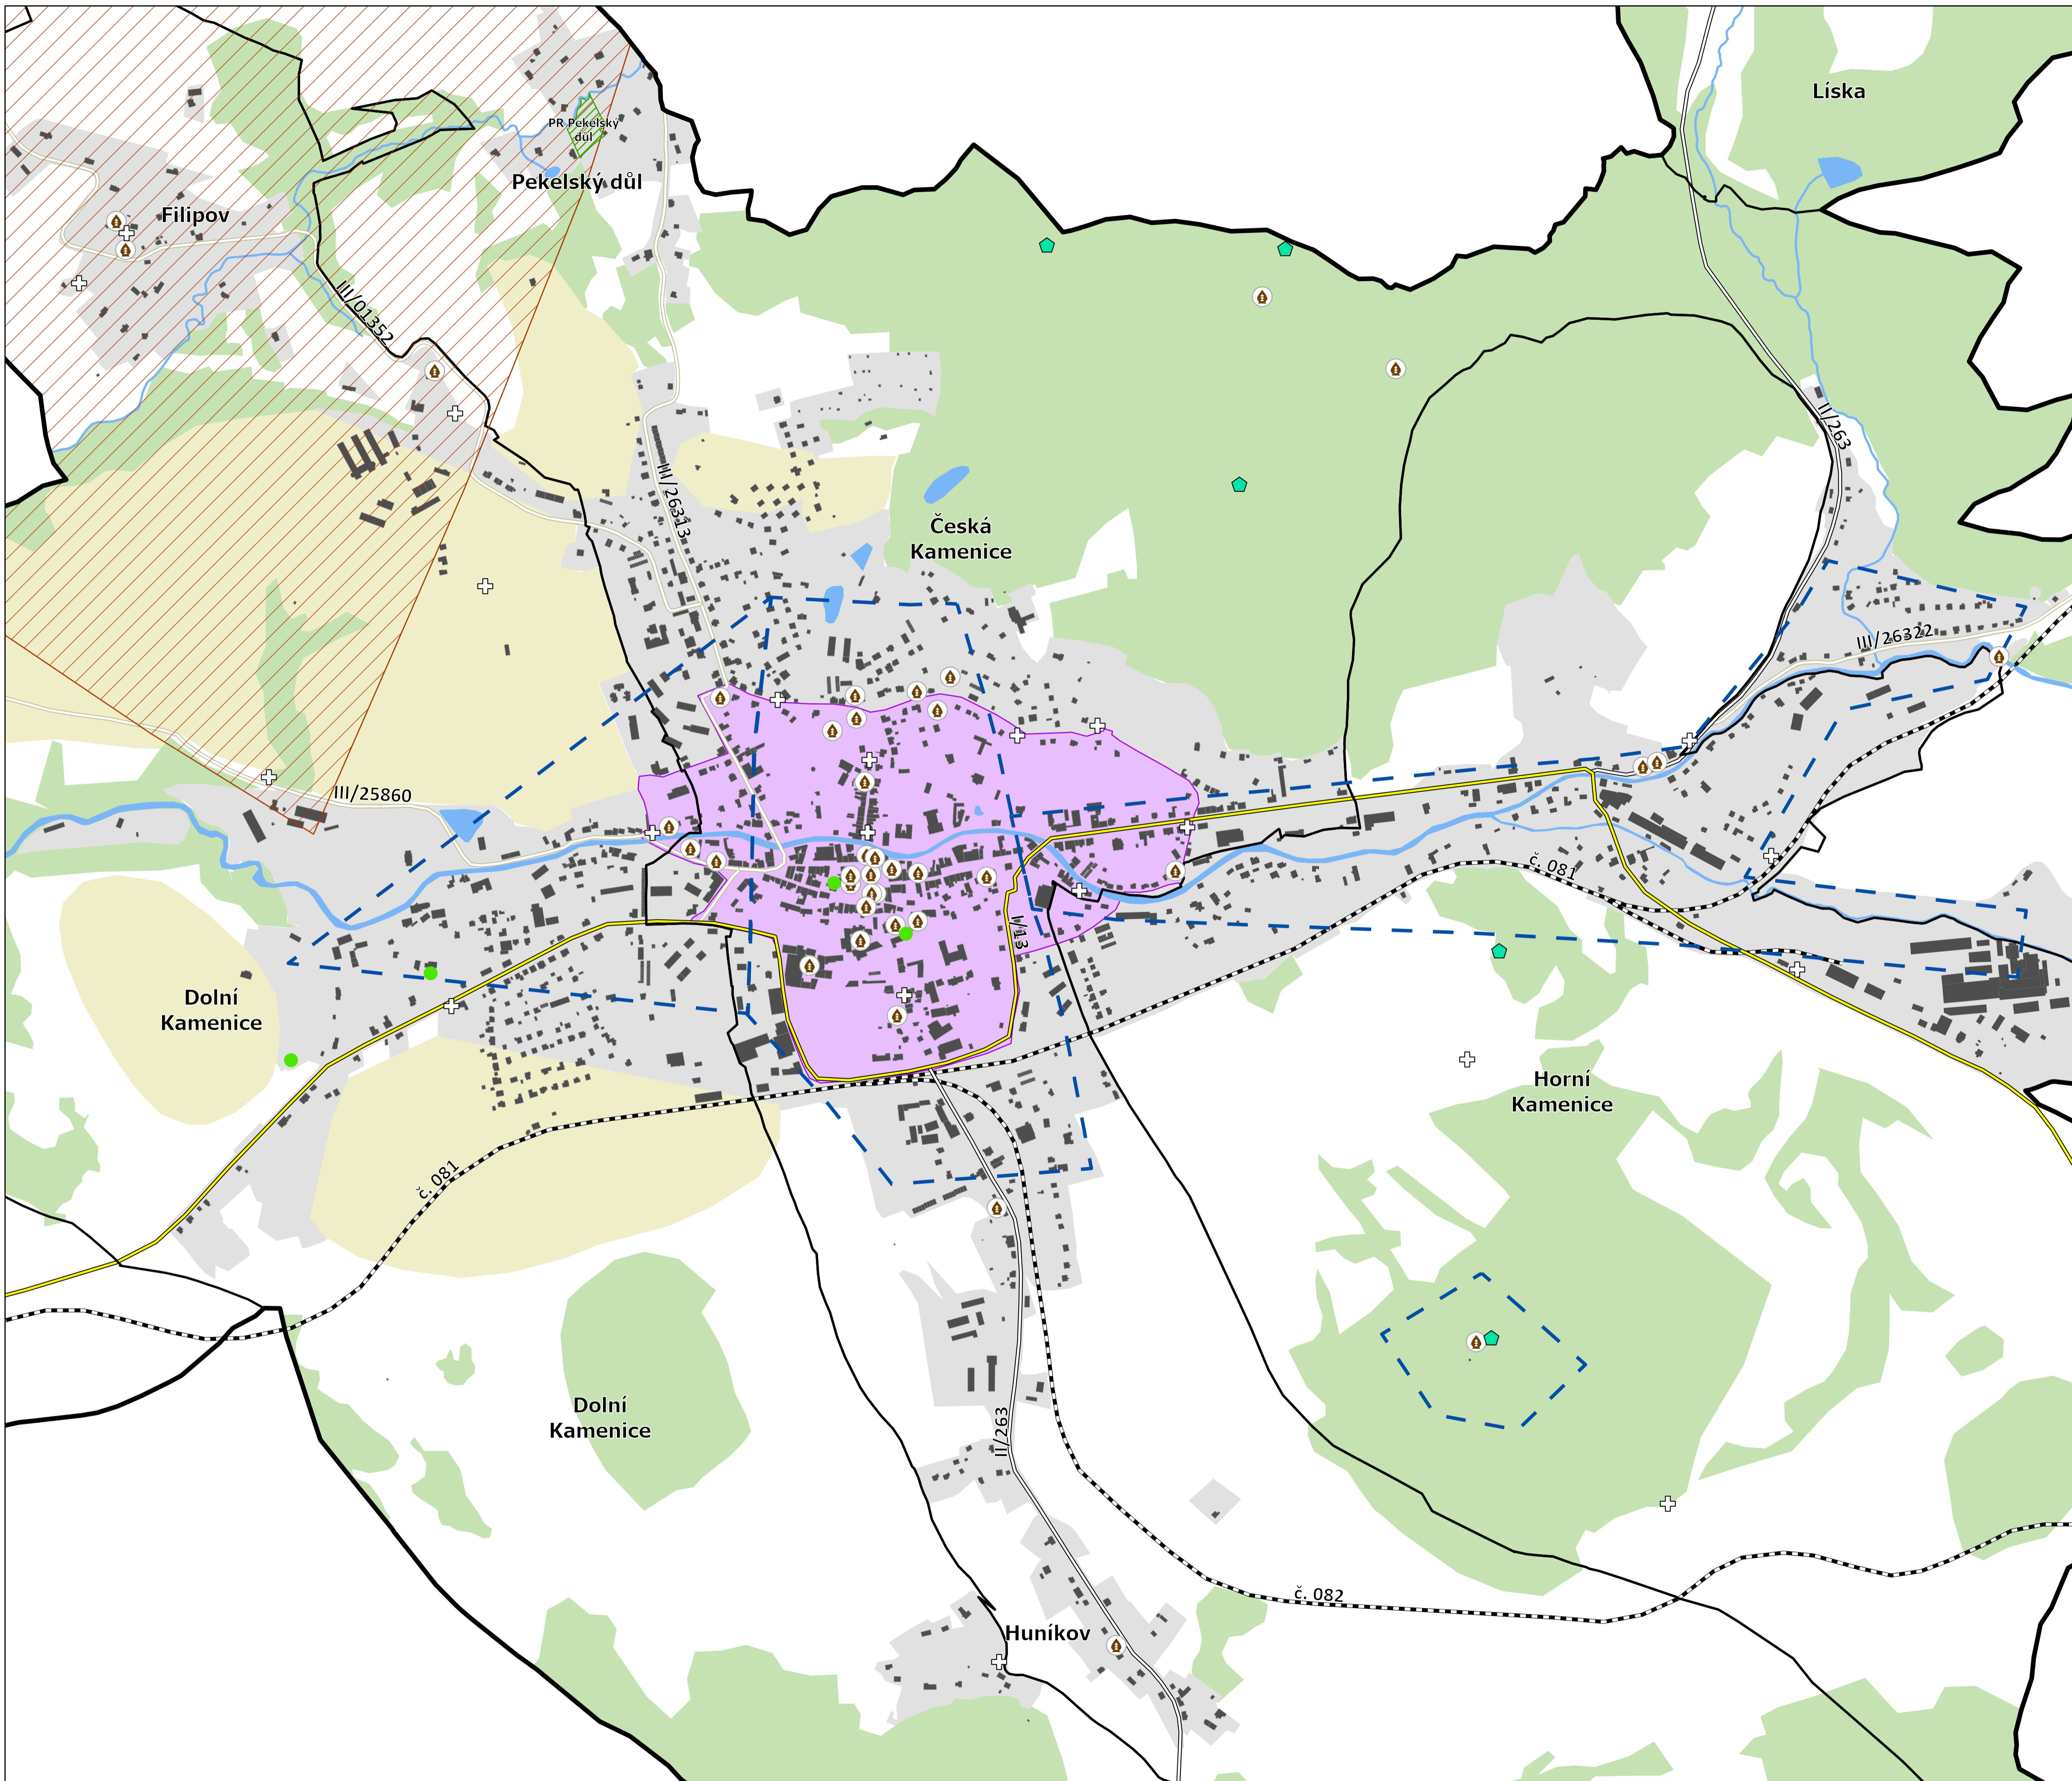 Líska
PR Pekelský
důl
Pekelský důl
Filipov
III/01352
II/263
III/26313
Česká
Kamenice
III/26322
III/25860
č. 081
I/13
Dolní
Kamenice
Horní
Kamenice
č. 081
Dolní
Kamenice
II/263
č. 082
Huníkov